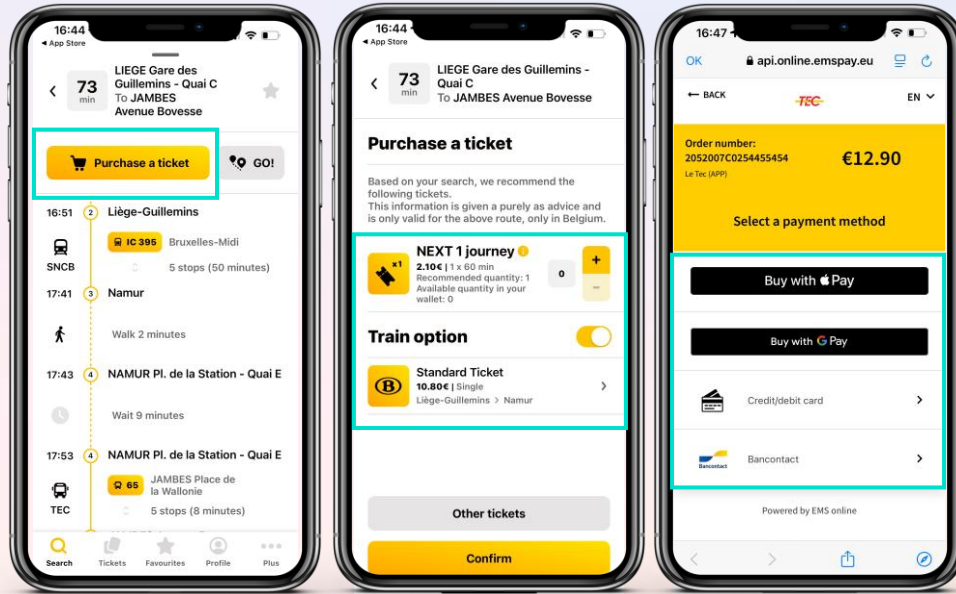 16:44
◀ App Store
73
min
LIEGE Gare des
Guillemins - Quai C
To JAMBES
Avenue Bovesse
Purchase a ticket
GO!
16:51
2
Liège-Guillemins
SNCB
IC 395
Bruxelles-Midi
5 stops (50 minutes)
17:41
3
Namur
Walk 2 minutes
17:43
4
NAMUR Pl. de la Station - Quai E
Wait 9 minutes
17:53
4
NAMUR Pl. de la Station - Quai E
TEC
65
JAMBES Place de
la Wallonie
5 stops (8 minutes)
Search
Tickets
Favourites
Profile
Plus
16:44
◀ App Store
73
min
LIEGE Gare des Guillemins -
Quai C
To JAMBES Avenue Bovesse
Purchase a ticket
Based on your search, we recommend the
following tickets.
This information is given a purely as advice and
is only valid for the above route, only in Belgium.
x1
NEXT 1 journey
2.10€ | 1 x 60 min
Recommended quantity: 1
Available quantity in your
wallet: 0
0
+
-
Train option
B
Standard Ticket
10.80€ | Single
Liège-Guillemins > Namur
Other tickets
Confirm
16:47
OK
api.online.emspay.eu
← BACK
TEC
EN
Order number:
2052007C0254455454
Le Tec (APP)
€12.90
Select a payment method
Buy with Pay
Buy with G Pay
Credit/debit card
Bancontact
Bancontact
Powered by EMS online